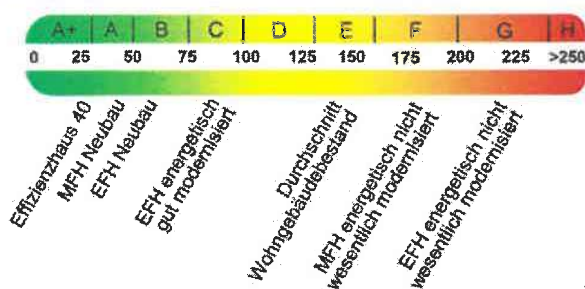 A+ A B C D E F G H
0 25 50 75 100 125 150 175 200 225 >250
Effizienzhaus 40
MFH Neubau
EFH Neubau
EFH energetisch
gut modernisiert
Durchschnitt
Wohngebäudebestand
MFH energetisch nicht
wesentlich modernisiert
EFH energetisch nicht
wesentlich modernisiert